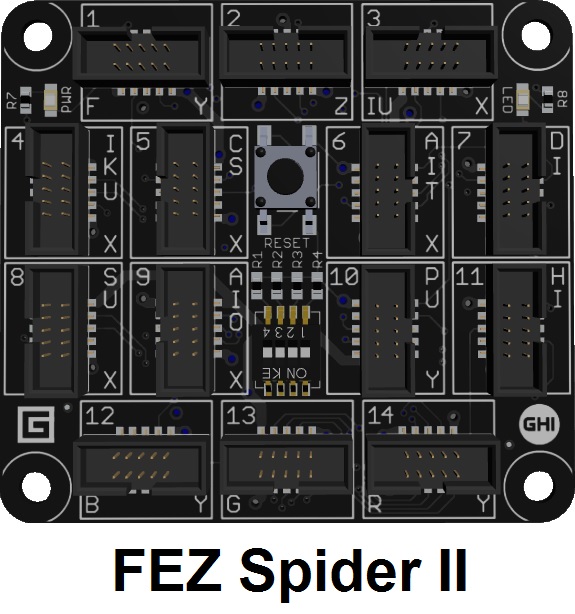 1
2
3
R7
PWR
F
Y
Z
IU
X
LED
R8
4
I
K
U
X
5
C
S
X
6
A
I
T
X
7
D
I
RESET
R1
R2
R3
R4
8
S
U
X
9
A
I
O
X
10
P
U
Y
11
H
I
1 2 3 4
ON KE
12
B
Y
13
G
14
R
Y
G
GHI
FEZ Spider II